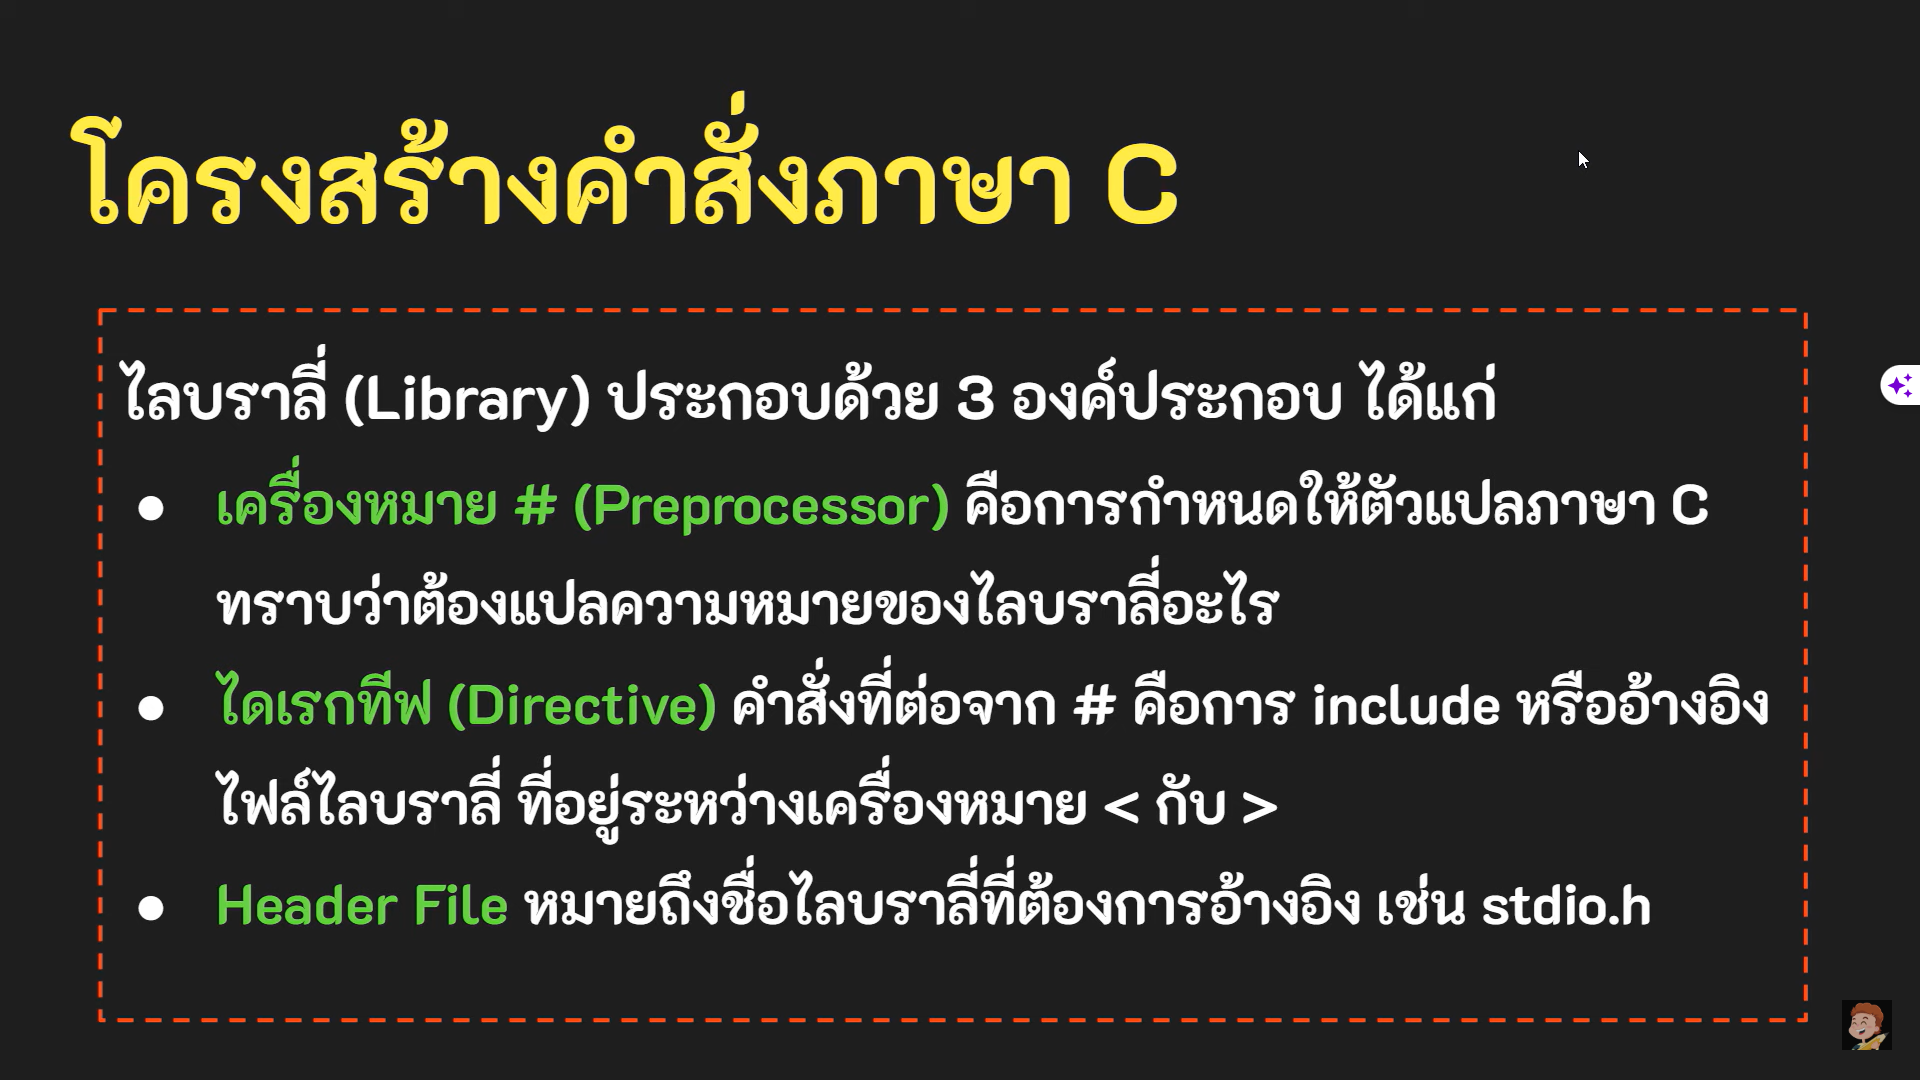 โครงสร้างคำสั่งภาษา C
ไลบราลี่ (Library) ประกอบด้วย 3 องค์ประกอบ ได้แก่
● เครื่องหมาย # (Preprocessor) คือการกำหนดให้ตัวแปลภาษา C
ทราบว่าต้องแปลความหมายของไลบราลี่อะไร
● ไดเรกทีฟ (Directive) คำสั่งที่ต่อจาก # คือการ include หรืออ้างอิง
ไฟล์ไลบราลี่ ที่อยู่ระหว่างเครื่องหมาย < กับ >
● Header File หมายถึงชื่อไลบราลี่ที่ต้องการอ้างอิง เช่น stdio.h